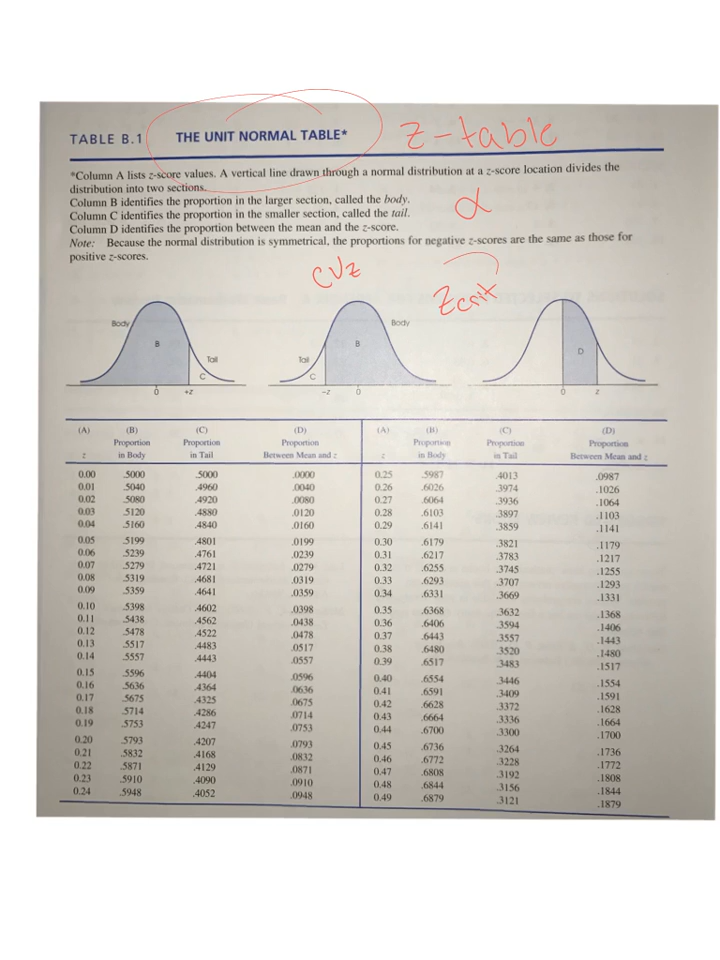 TABLE B.1 THE UNIT NORMAL TABLE* z-table
*Column A lists z-score values. A vertical line drawn through a normal distribution at a z-score location divides the
distribution into two sections.
Column B identifies the proportion in the larger section, called the body.
Column C identifies the proportion in the smaller section, called the tail.
Column D identifies the proportion between the mean and the z-score.
Note: Because the normal distribution is symmetrical, the proportions for negative z-scores are the same as those for
positive z-scores.
α
CVz
Zcrit
Body B Tail C 0 +z
Tail C B Body -z 0
D 0 z
(A) (B) (C) (D) (A) (B) (C) (D)
Proportion Proportion Proportion Proportion Proportion Proportion
z in Body in Tail Between Mean and z z in Body in Tail Between Mean and z
0.00 .5000 .5000 .0000 0.25 .5987 .4013 .0987
0.01 .5040 .4960 .0040 0.26 .6026 .3974 .1026
0.02 .5080 .4920 .0080 0.27 .6064 .3936 .1064
0.03 .5120 .4880 .0120 0.28 .6103 .3897 .1103
0.04 .5160 .4840 .0160 0.29 .6141 .3859 .1141
0.05 .5199 .4801 .0199 0.30 .6179 .3821 .1179
0.06 .5239 .4761 .0239 0.31 .6217 .3783 .1217
0.07 .5279 .4721 .0279 0.32 .6255 .3745 .1255
0.08 .5319 .4681 .0319 0.33 .6293 .3707 .1293
0.09 .5359 .4641 .0359 0.34 .6331 .3669 .1331
0.10 .5398 .4602 .0398 0.35 .6368 .3632 .1368
0.11 .5438 .4562 .0438 0.36 .6406 .3594 .1406
0.12 .5478 .4522 .0478 0.37 .6443 .3557 .1443
0.13 .5517 .4483 .0517 0.38 .6480 .3520 .1480
0.14 .5557 .4443 .0557 0.39 .6517 .3483 .1517
0.15 .5596 .4404 .0596 0.40 .6554 .3446 .1554
0.16 .5636 .4364 .0636 0.41 .6591 .3409 .1591
0.17 .5675 .4325 .0675 0.42 .6628 .3372 .1628
0.18 .5714 .4286 .0714 0.43 .6664 .3336 .1664
0.19 .5753 .4247 .0753 0.44 .6700 .3300 .1700
0.20 .5793 .4207 .0793 0.45 .6736 .3264 .1736
0.21 .5832 .4168 .0832 0.46 .6772 .3228 .1772
0.22 .5871 .4129 .0871 0.47 .6808 .3192 .1808
0.23 .5910 .4090 .0910 0.48 .6844 .3156 .1844
0.24 .5948 .4052 .0948 0.49 .6879 .3121 .1879